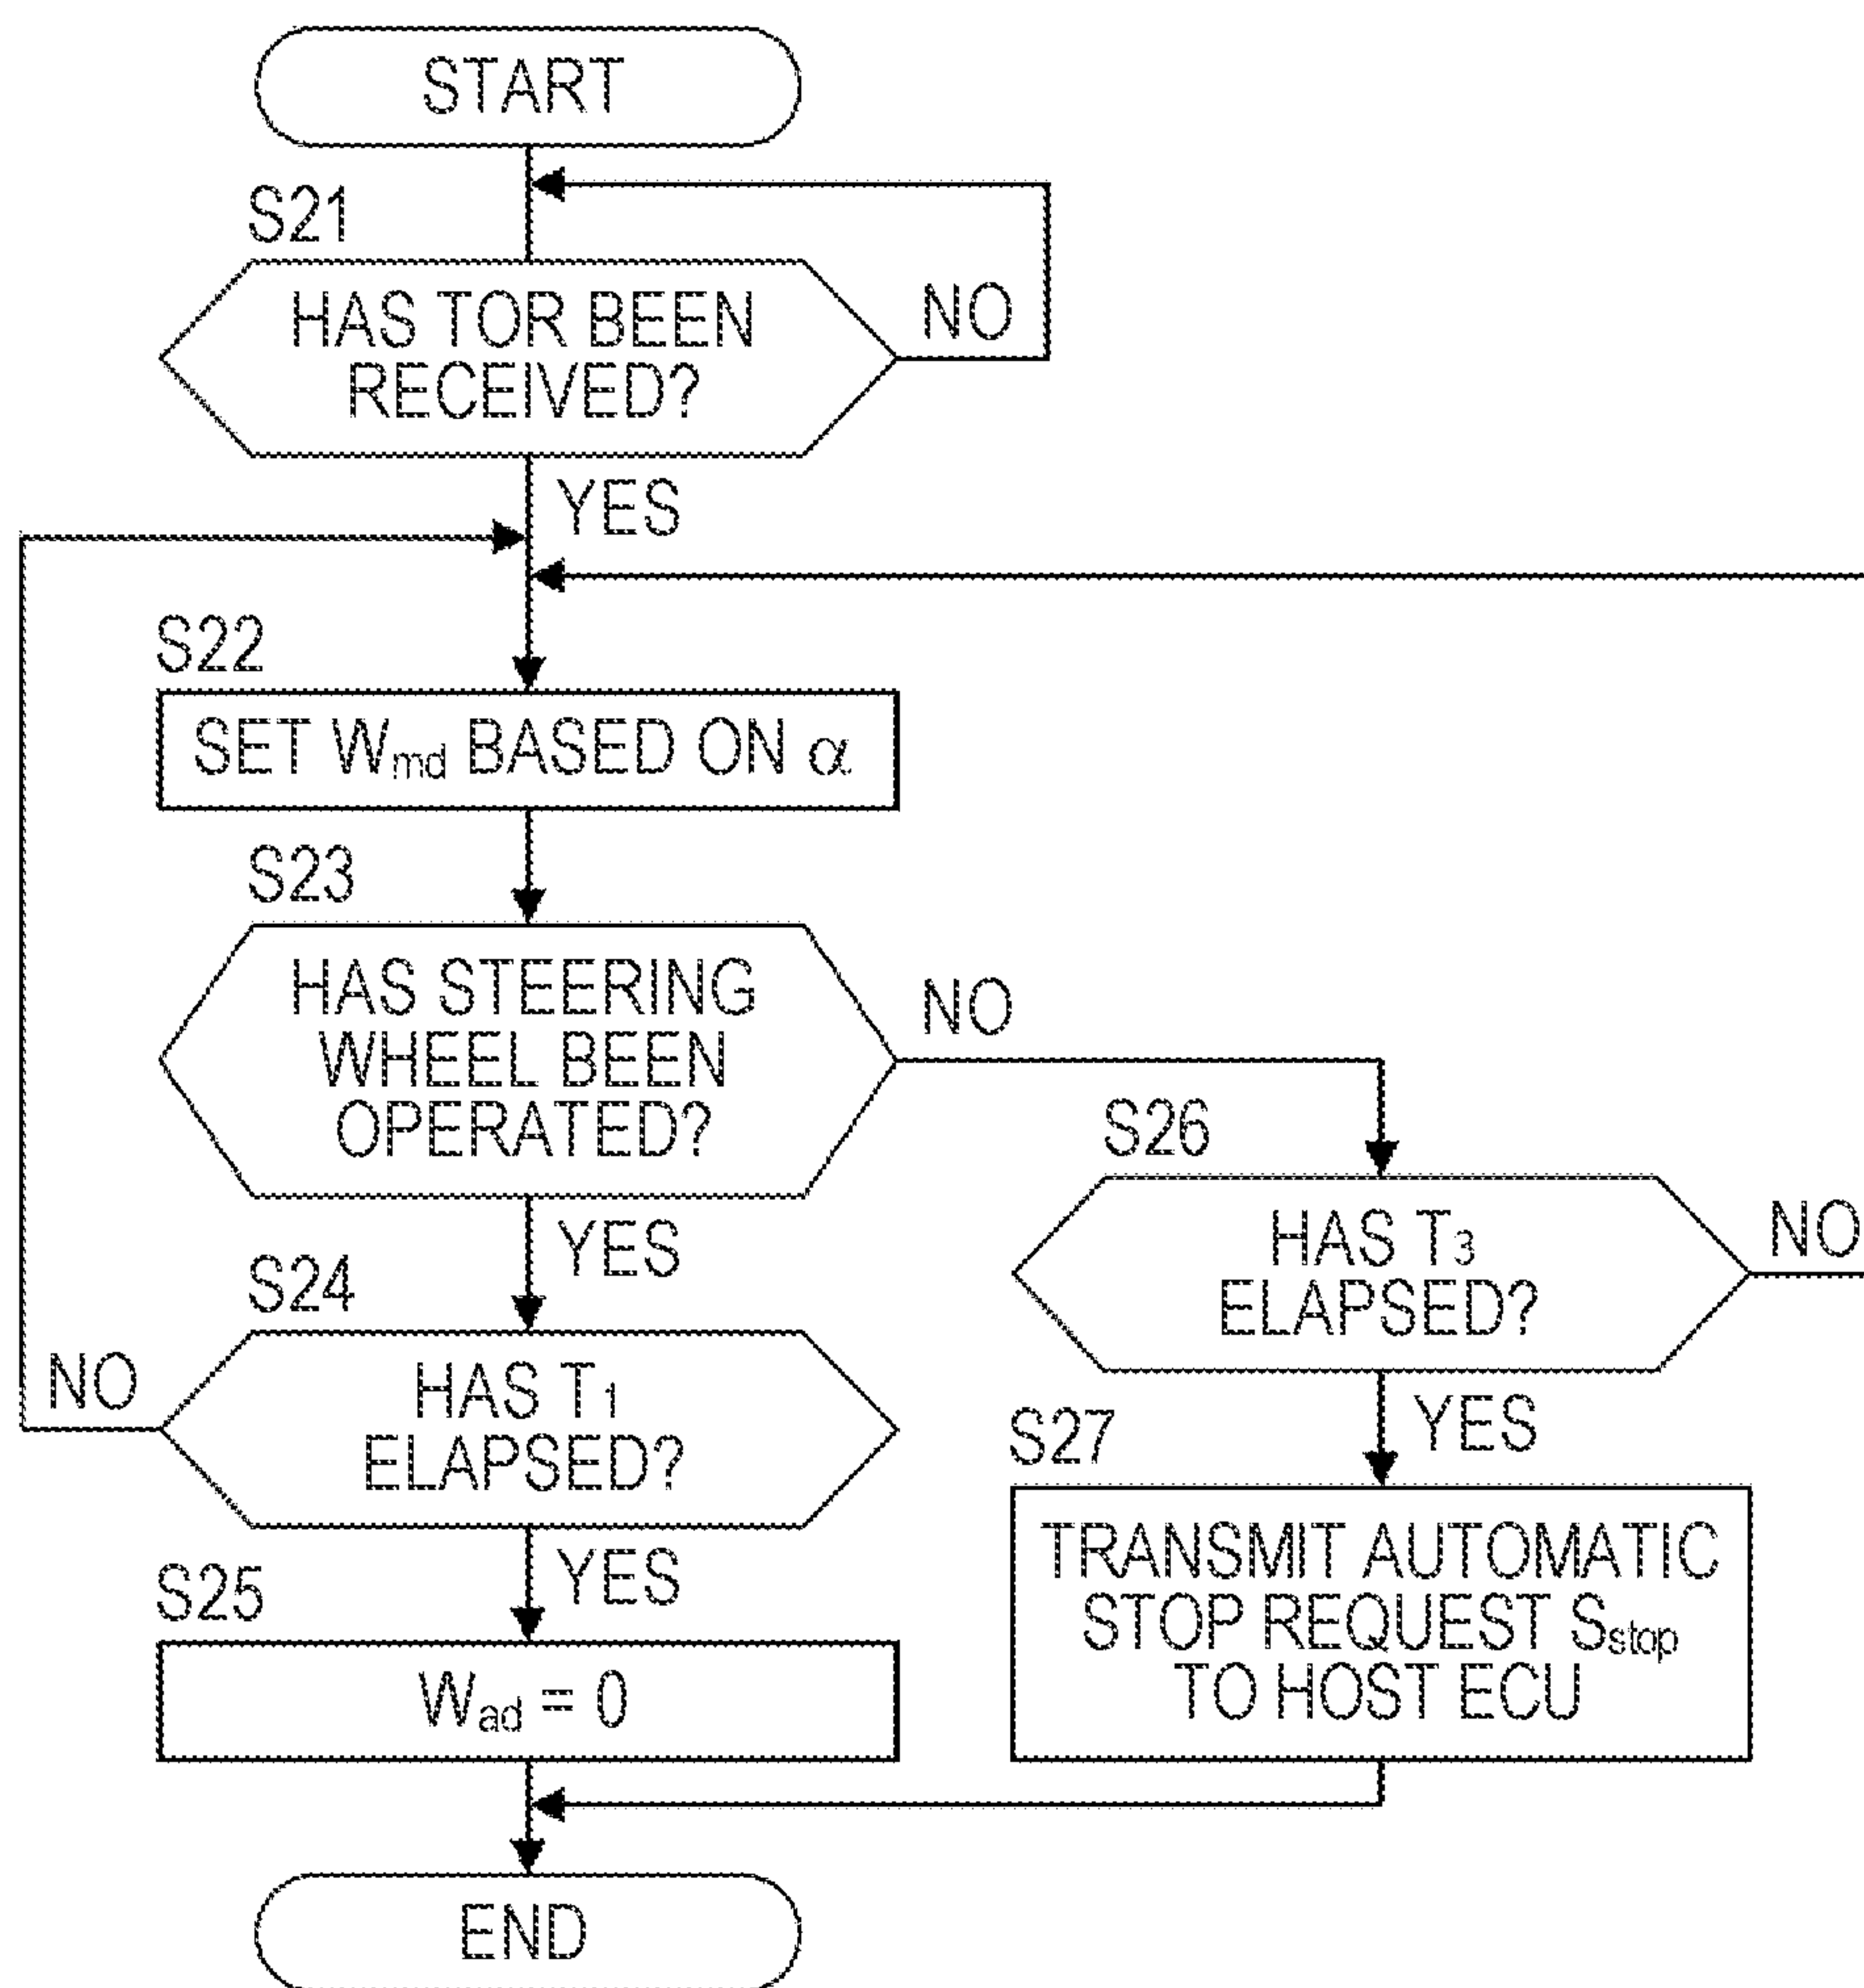 START
S21
HAS TOR BEEN
RECEIVED?
NO
YES
S22
SET Wmd BASED ON α
S23
HAS STEERING
WHEEL BEEN
OPERATED?
NO
YES
S24
HAS T1
ELAPSED?
NO
YES
S25
Wad = 0
S26
HAS T3
ELAPSED?
NO
YES
S27
TRANSMIT AUTOMATIC
STOP REQUEST Sstop
TO HOST ECU
END